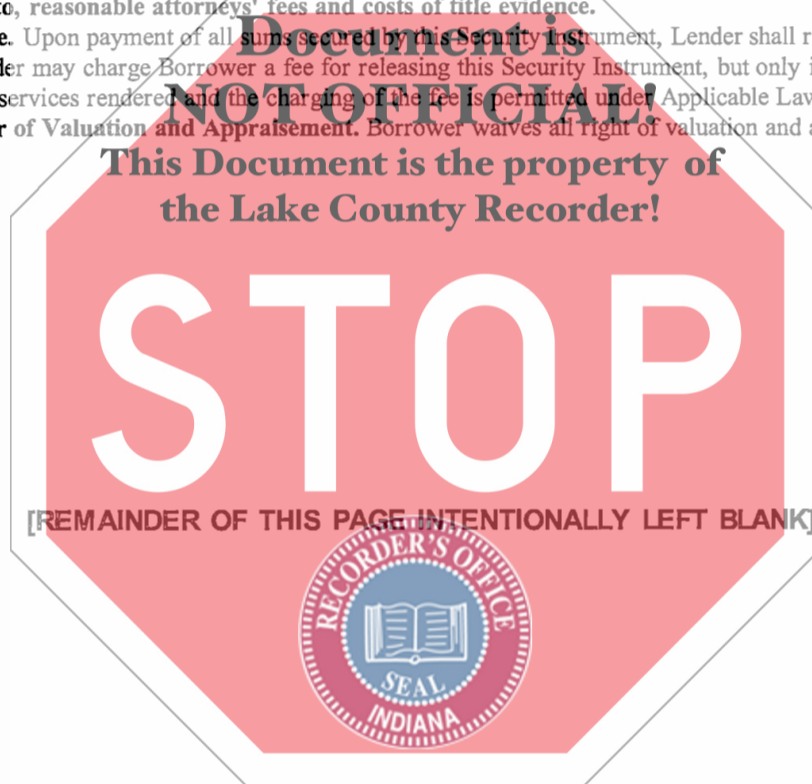 to, reasonable attorneys' fees and costs of title evidence.
e. Upon payment of all sums secured by this Security Instrument, Lender shall r
der may charge Borrower a fee for releasing this Security Instrument, but only i
services rendered and the charging of the fee is permitted under Applicable Law
r of Valuation and Appraisement. Borrower waives all right of valuation and a
Document is
NOT OFFICIAL!
This Document is the property of
the Lake County Recorder!
STOP
[REMAINDER OF THIS PAGE INTENTIONALLY LEFT BLANK]
RECORDER'S OFFICE
SEAL
INDIANA